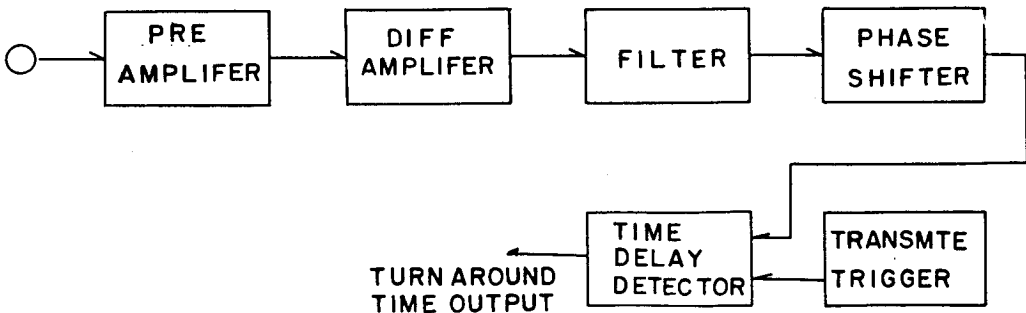 PRE
AMPLIFER
DIFF
AMPLIFER
FILTER
PHASE
SHIFTER
TIME
DELAY
DETECTOR
TRANSMTE
TRIGGER
TURN AROUND
TIME OUTPUT